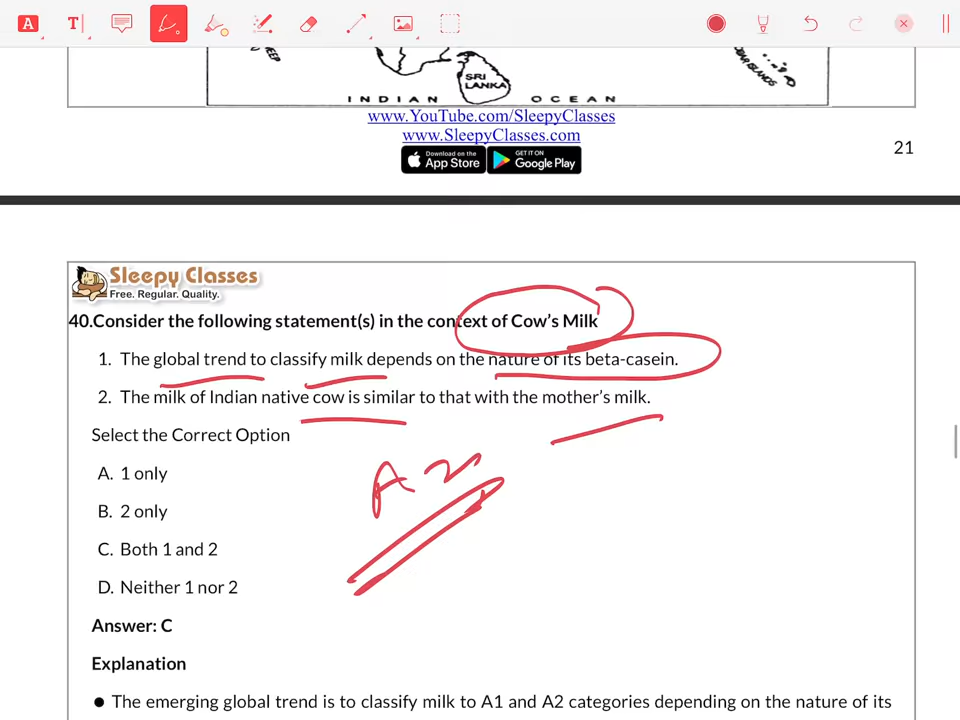 A T
SRI
LANKA
INDIAN OCEAN
www.YouTube.com/SleepyClasses
www.SleepyClasses.com
Download on the
App Store
GET IT ON
Google Play
21
Sleepy Classes
Free. Regular. Quality.
40.Consider the following statement(s) in the context of Cow's Milk
1. The global trend to classify milk depends on the nature of its beta-casein.
2. The milk of Indian native cow is similar to that with the mother's milk.
Select the Correct Option
A. 1 only
A2
B. 2 only
C. Both 1 and 2
D. Neither 1 nor 2
Answer: C
Explanation
● The emerging global trend is to classify milk to A1 and A2 categories depending on the nature of its